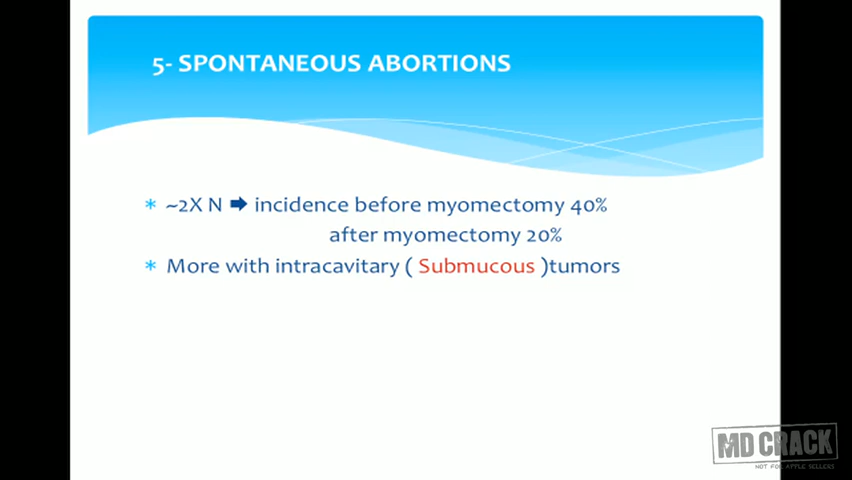 5- SPONTANEOUS ABORTIONS
* ~2X N ➡ incidence before myomectomy 40%
after myomectomy 20%
* More with intracavitary ( Submucous )tumors
MD CRACK
NOT FOR APPLE SELLERS